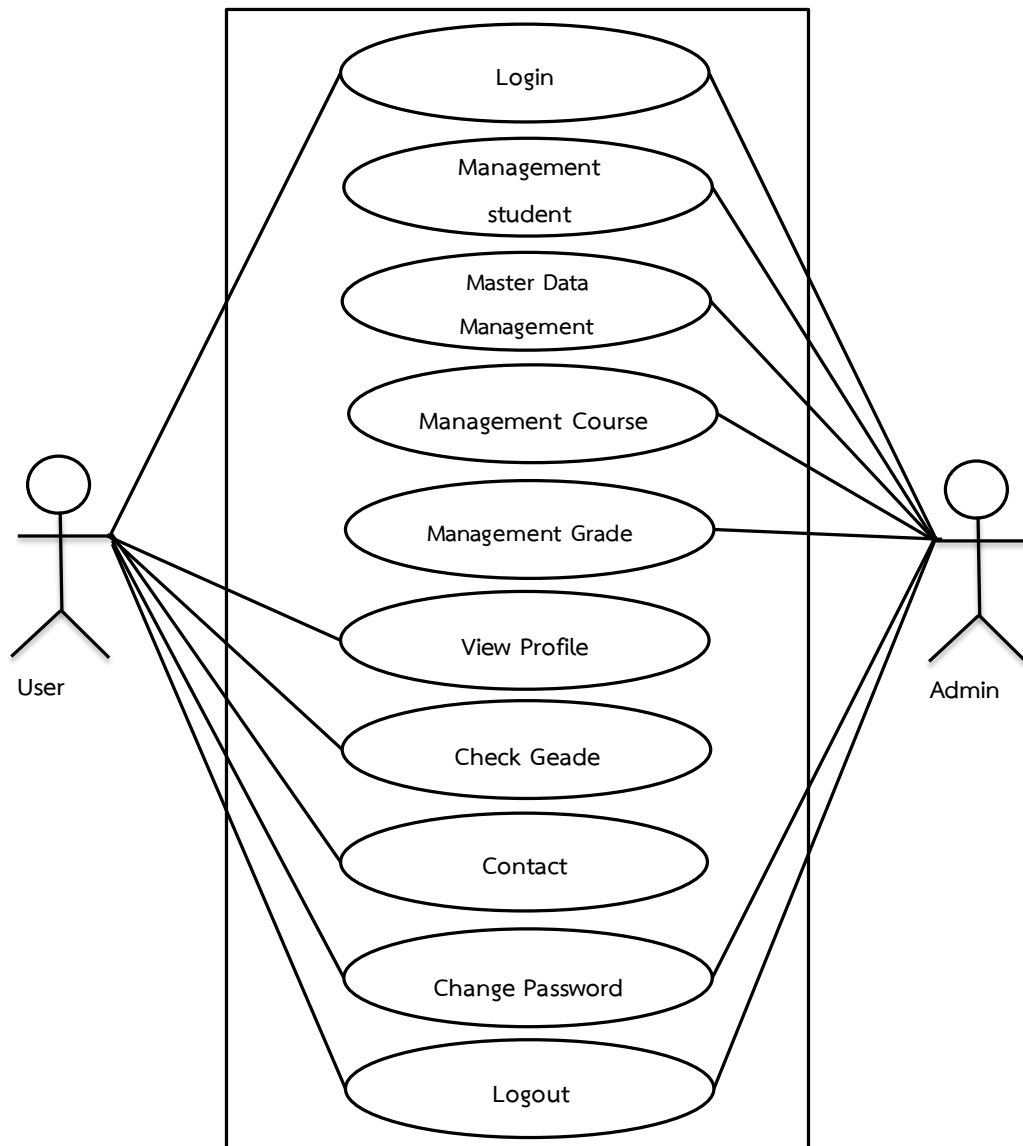 Login
Management
student
Master Data
Management
Management Course
Management Grade
View Profile
User
Admin
Check Geade
Contact
Change Password
Logout